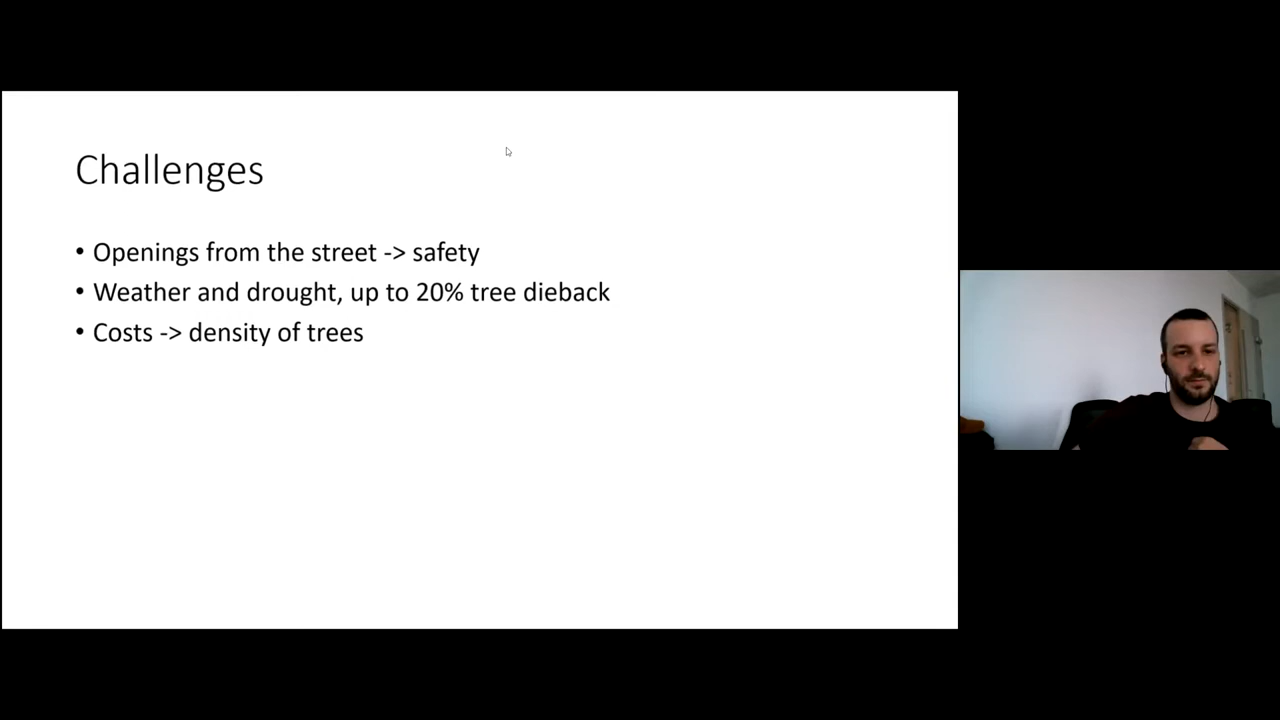 Challenges
• Openings from the street -> safety
• Weather and drought, up to 20% tree dieback
• Costs -> density of trees